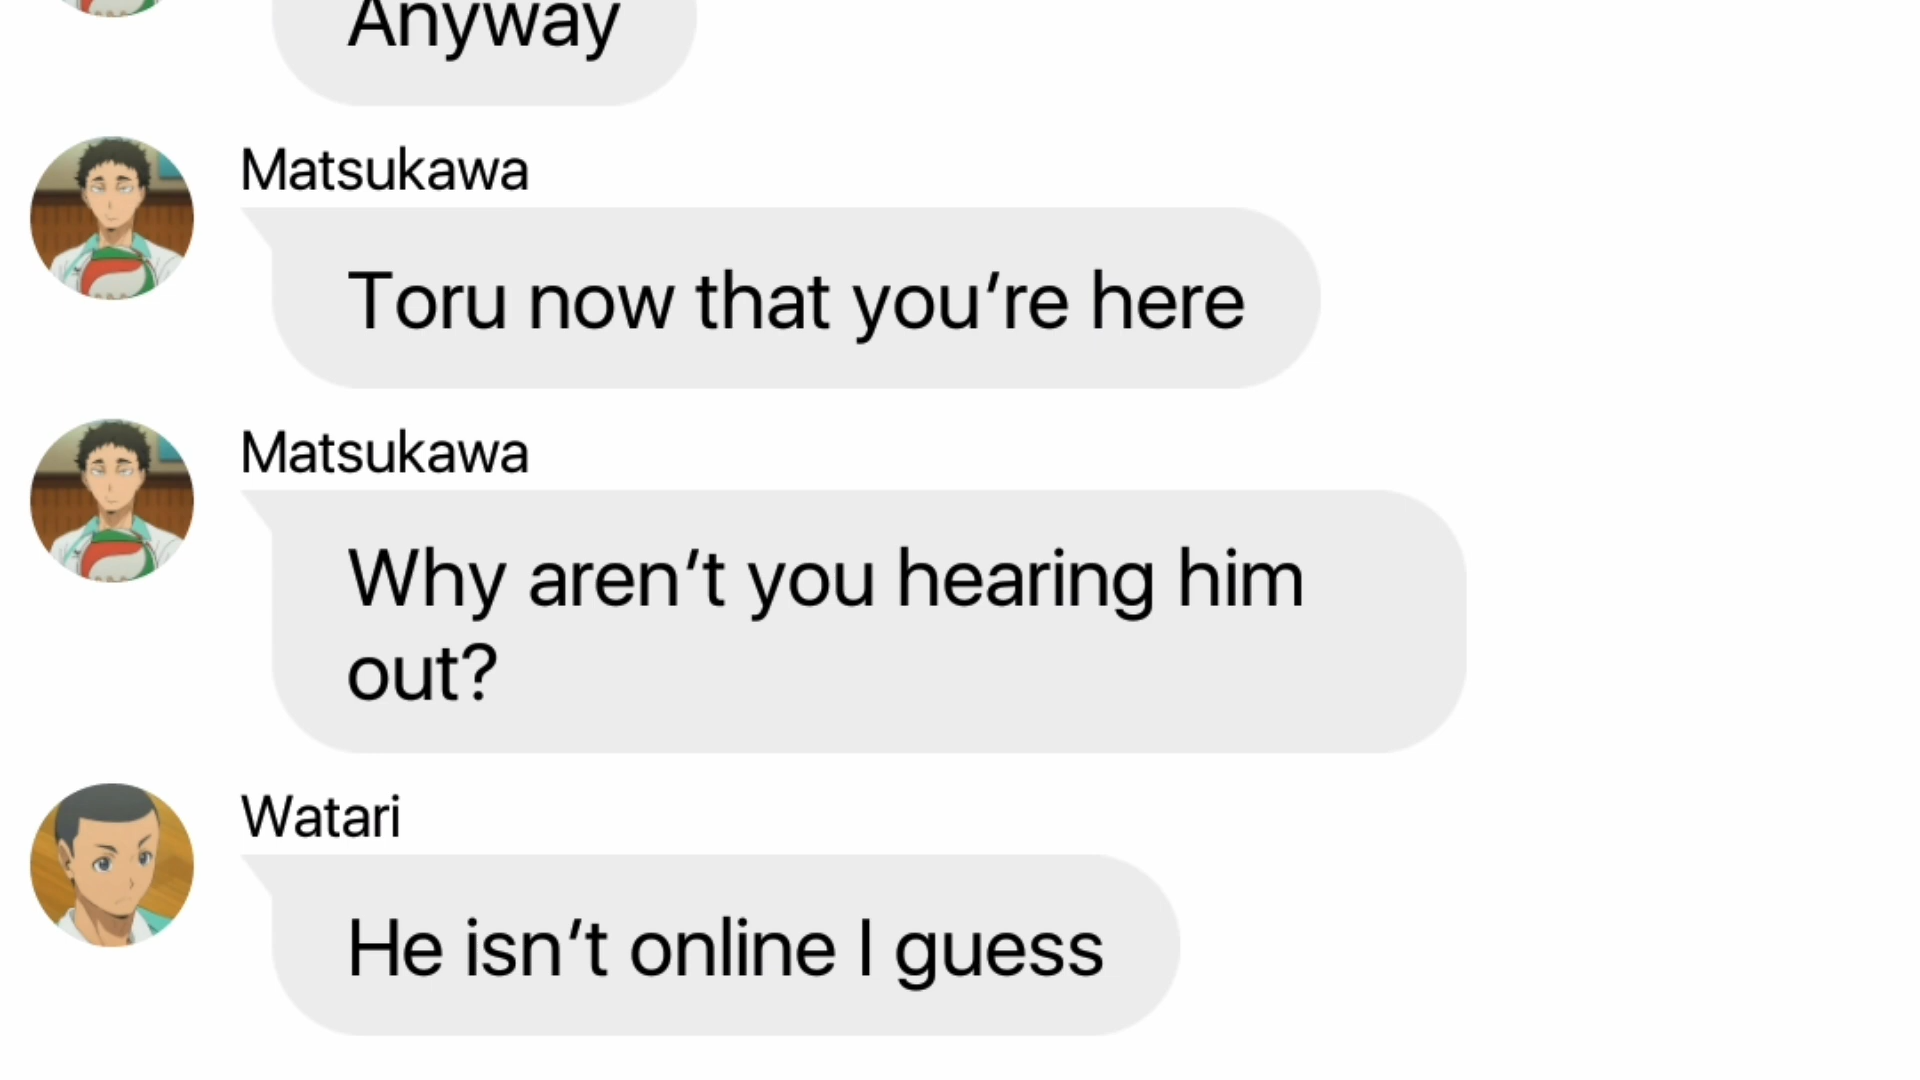 Anyway
Matsukawa
Toru now that you′re here
Matsukawa
Why aren′t you hearing him
out?
Watari
He isn′t online I guess